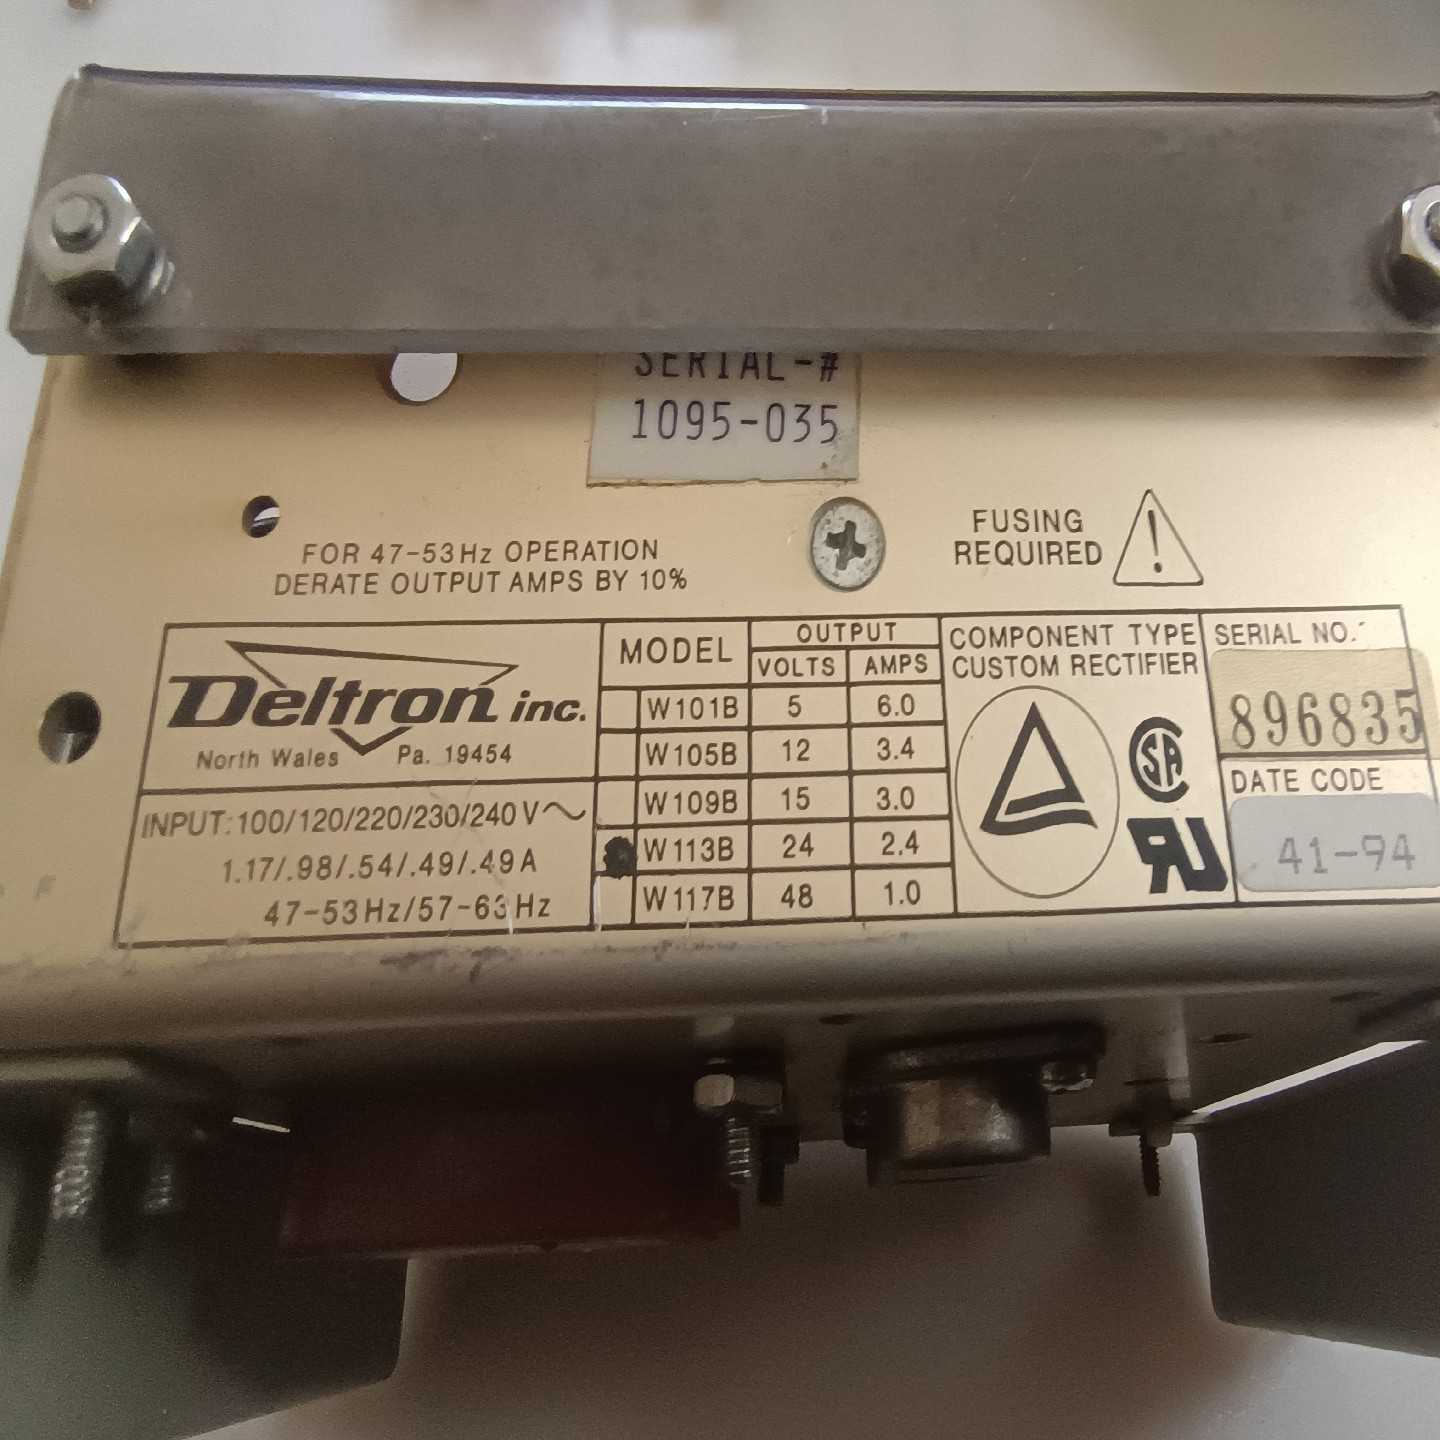 SERIAL-#
1095-035
FOR 47-53Hz OPERATION
DERATE OUTPUT AMPS BY 10%
FUSING
REQUIRED
!
Deltron inc.
North Wales Pa. 19454
INPUT: 100/120/220/230/240 V~
1.17/.98/.54/.49/.49A
47-53Hz/57-63Hz
MODEL OUTPUT
VOLTS AMPS
W101B 5 6.0
W105B 12 3.4
W109B 15 3.0
W113B 24 2.4
W117B 48 1.0
COMPONENT TYPE
CUSTOM RECTIFIER
SA
RU
SERIAL NO.
896835
DATE CODE
41-94